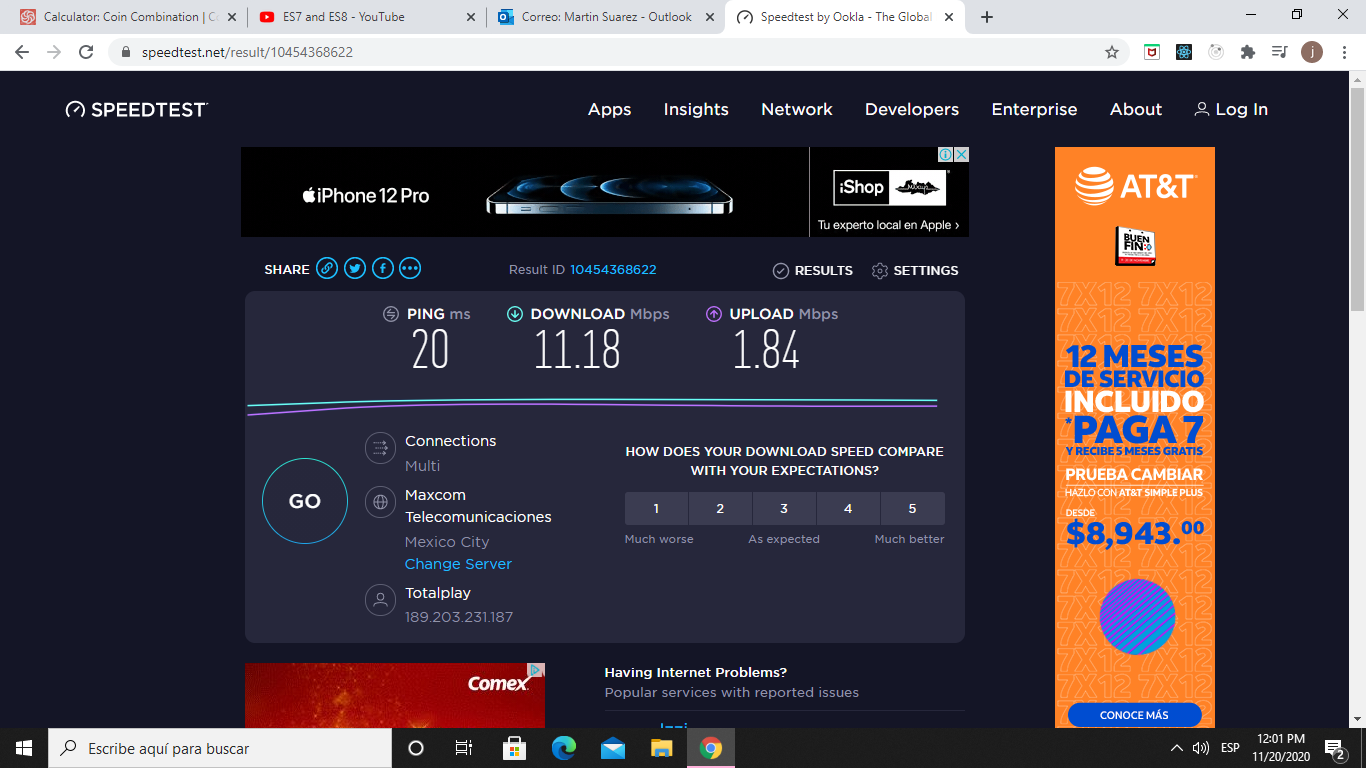 Calculator: Coin Combination | C
ES7 and ES8 - YouTube
Correo: Martin Suarez - Outlook
Speedtest by Ookla - The Global
speedtest.net/result/10454368622
j
SPEEDTEST
Apps
Insights
Network
Developers
Enterprise
About
Log In
iPhone 12 Pro
iShop
mixup
Tu experto local en Apple ›
AT&T
BUEN
FIN
SHARE
Result ID 10454368622
RESULTS
SETTINGS
PING ms
20
DOWNLOAD Mbps
11.18
UPLOAD Mbps
1.84
GO
Connections
Multi
Maxcom
Telecomunicaciones
Mexico City
Change Server
Totalplay
189.203.231.187
HOW DOES YOUR DOWNLOAD SPEED COMPARE
WITH YOUR EXPECTATIONS?
1 2 3 4 5
Much worse As expected Much better
7X12 7X12
12 MESES
DE SERVICIO
INCLUIDO
*PAGA 7
Y RECIBE 5 MESES GRATIS
PRUEBA CAMBIAR
HAZLO CON AT&T SIMPLE PLUS
DESDE
$8,943.00
CONOCE MÁS
Comex
Having Internet Problems?
Popular services with reported issues
Izzi
Escribe aquí para buscar
ESP
12:01 PM
11/20/2020
2